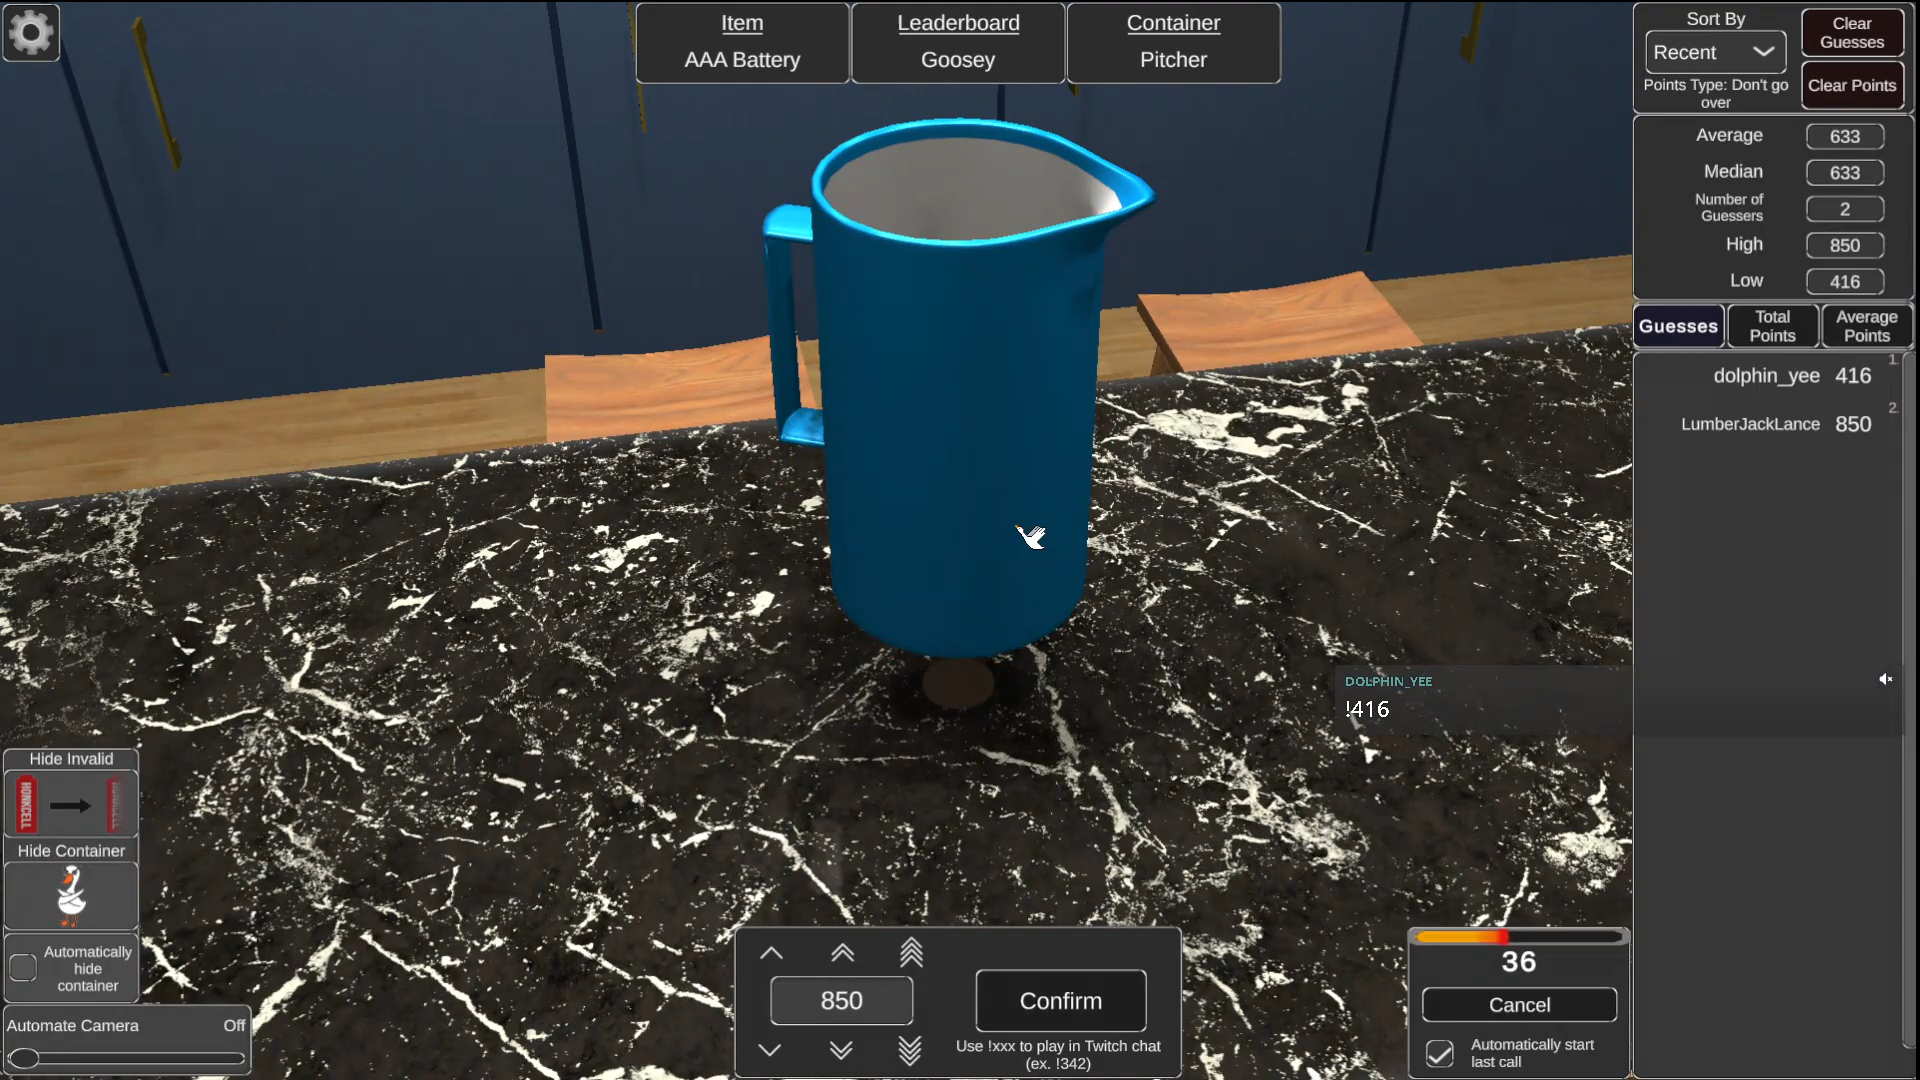 Item
AAA Battery
Leaderboard
Goosey
Container
Pitcher
Sort By
Recent
Points Type: Don't go
over
Clear
Guesses
Clear Points
Average 633
Median 633
Number of
Guessers 2
High 850
Low 416
Guesses
Total
Points
Average
Points
1.
dolphin_yee 416
2.
LumberJackLance 850
DOLPHIN_YEE
!416
Hide Invalid
HONKCELL
HONKCELL
Hide Container
Automatically
hide
container
Automate Camera Off
850
Confirm
Use !xxx to play in Twitch chat
(ex. !342)
36
Cancel
Automatically start
last call